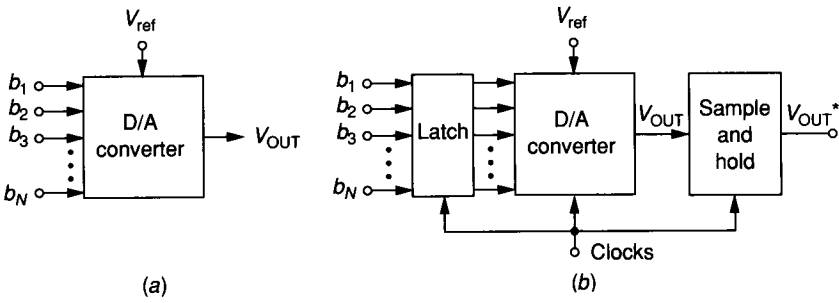 V_ref
b_1
b_2
b_3
b_N
D/A
converter
V_OUT
(a)
V_ref
b_1
b_2
b_3
b_N
Latch
D/A
converter
V_OUT
Sample
and
hold
V_OUT*
Clocks
(b)